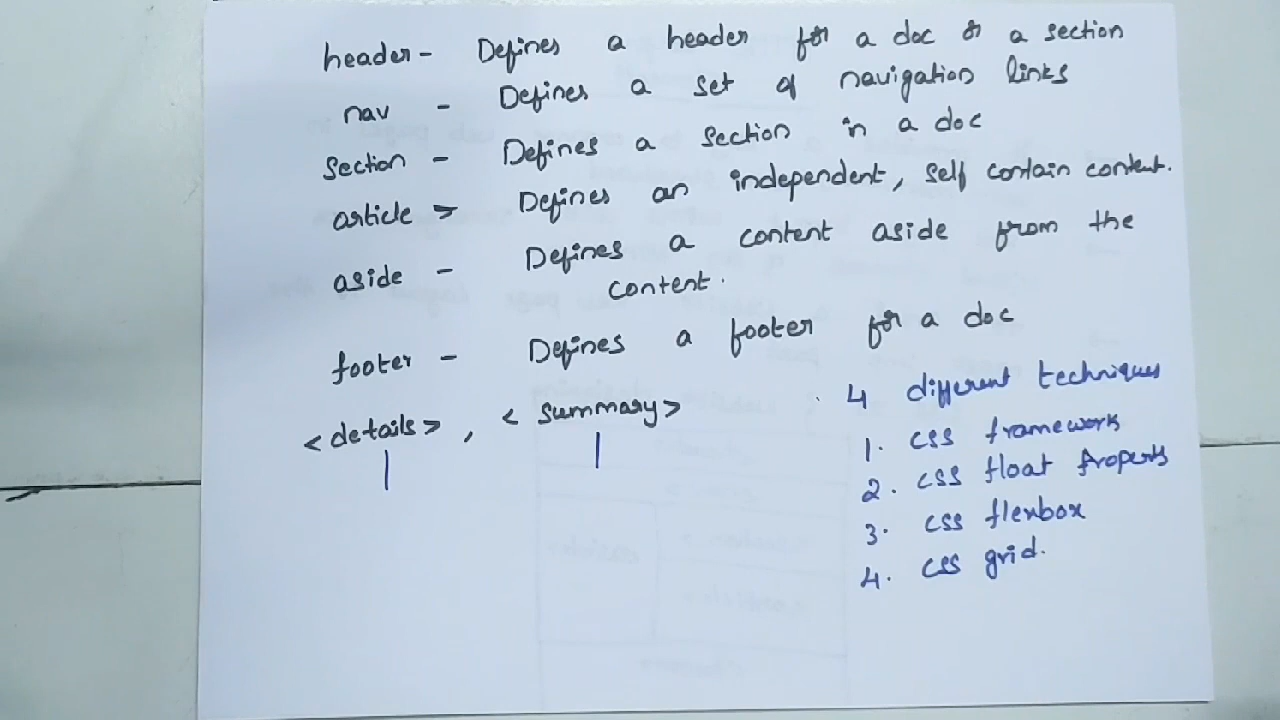 header - Defines a header for a doc or a section
nav - Defines a set of navigation links
section - Defines a section in a doc
article > Defines an independent, self contain content.
aside - Defines a content aside from the
content.
footer - Defines a footer for a doc
<details> , <summary>
4 different techniques
1. css framework
2. css float Property
3. css flexbox
4. css grid.